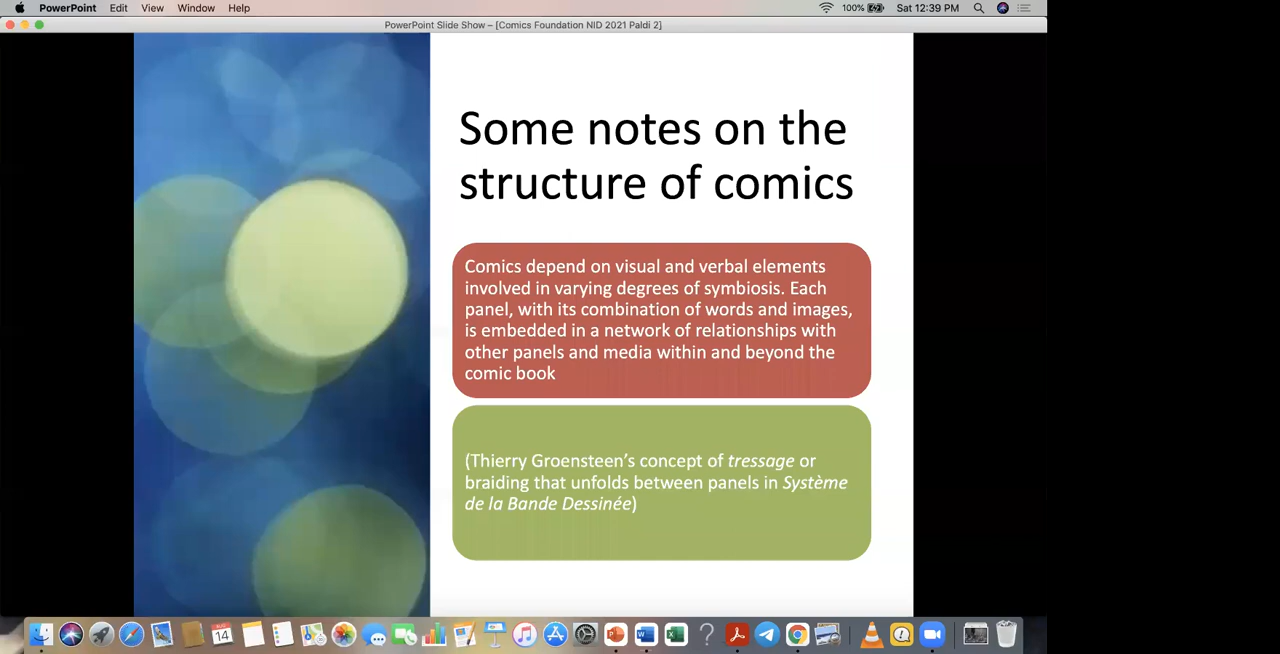 PowerPoint Edit View Window Help 100% Sat 12:39 PM
PowerPoint Slide Show – [Comics Foundation NID 2021 Paldi 2]
Some notes on the
structure of comics
Comics depend on visual and verbal elements
involved in varying degrees of symbiosis. Each
panel, with its combination of words and images,
is embedded in a network of relationships with
other panels and media within and beyond the
comic book
(Thierry Groensteen’s concept of tressage or
braiding that unfolds between panels in Système
de la Bande Dessinée)
14